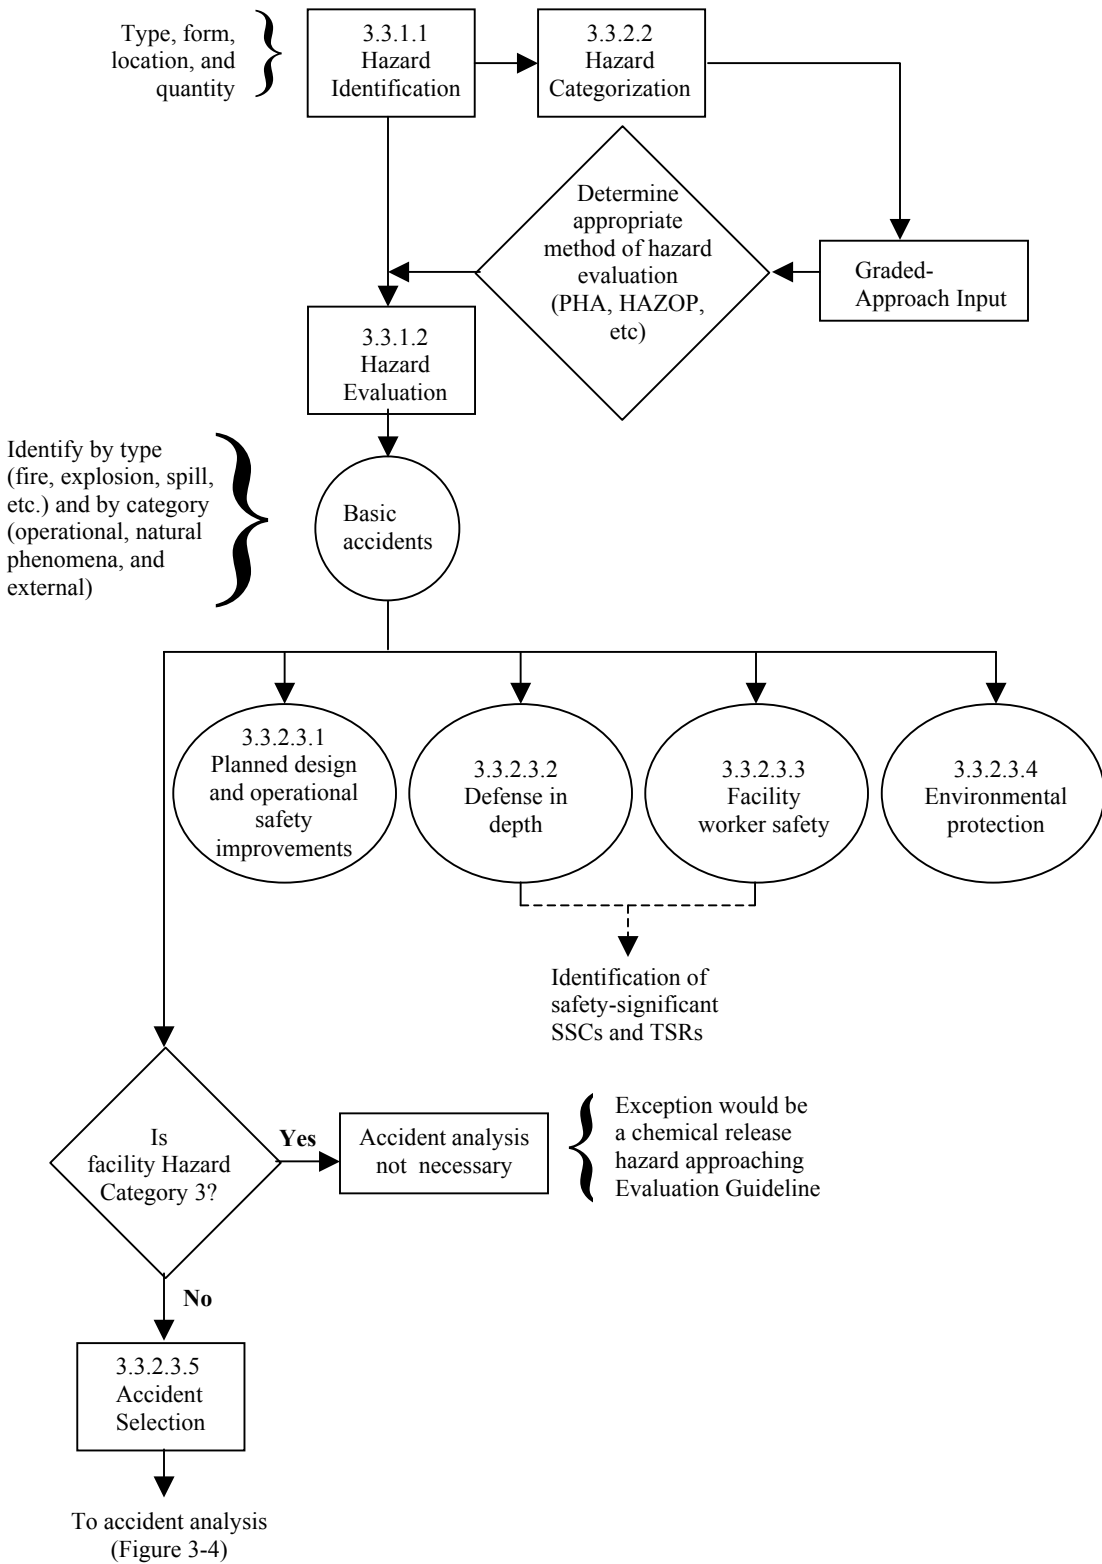 Type, form,
location, and
quantity
3.3.1.1
Hazard
Identification
3.3.2.2
Hazard
Categorization
Determine
appropriate
method of hazard
evaluation
(PHA, HAZOP,
etc)
Graded-
Approach Input
3.3.1.2
Hazard
Evaluation
Identify by type
(fire, explosion, spill,
etc.) and by category
(operational, natural
phenomena, and
external)
Basic
accidents
3.3.2.3.1
Planned design
and operational
safety
improvements
3.3.2.3.2
Defense in
depth
3.3.2.3.3
Facility
worker safety
3.3.2.3.4
Environmental
protection
Identification of
safety-significant
SSCs and TSRs
Is
facility Hazard
Category 3?
Yes
Accident analysis
not necessary
Exception would be
a chemical release
hazard approaching
Evaluation Guideline
No
3.3.2.3.5
Accident
Selection
To accident analysis
(Figure 3-4)